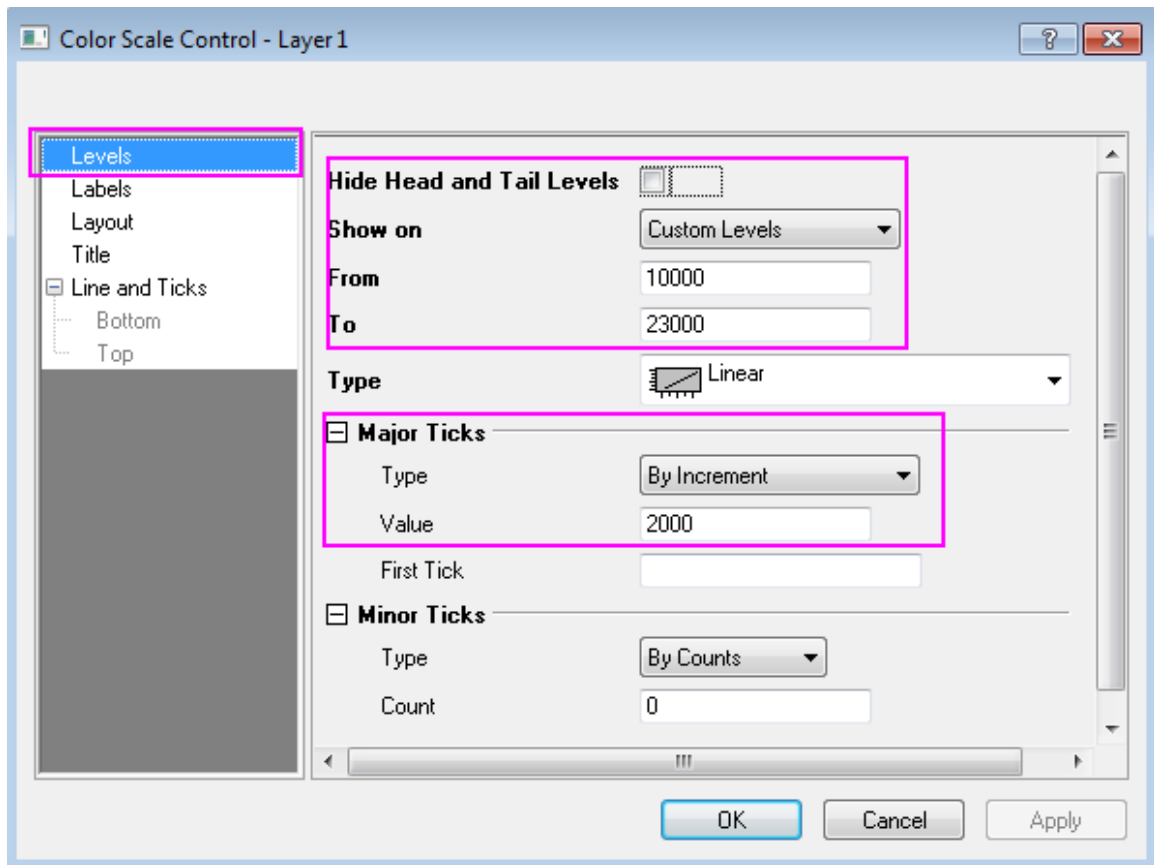 Color Scale Control - Layer 1
Levels
Labels
Layout
Title
Line and Ticks
Bottom
Top
Hide Head and Tail Levels
Show on Custom Levels
From 10000
To 23000
Type Linear
Major Ticks
Type By Increment
Value 2000
First Tick
Minor Ticks
Type By Counts
Count 0
OK Cancel Apply